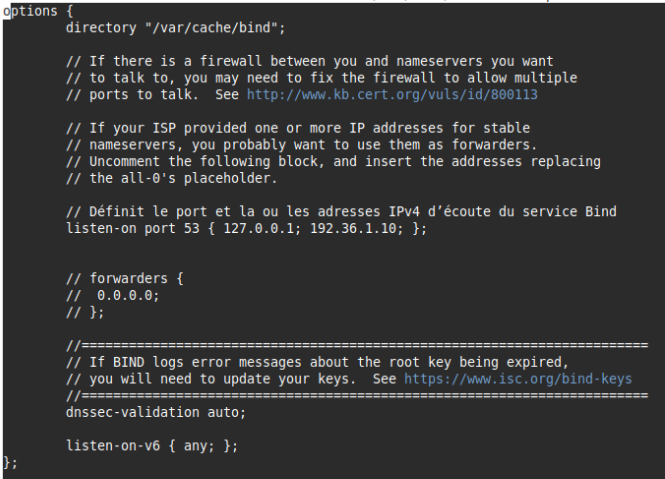 options {
directory "/var/cache/bind";
// If there is a firewall between you and nameservers you want
// to talk to, you may need to fix the firewall to allow multiple
// ports to talk.  See http://www.kb.cert.org/vuls/id/800113
// If your ISP provided one or more IP addresses for stable
// nameservers, you probably want to use them as forwarders.
// Uncomment the following block, and insert the addresses replacing
// the all-0's placeholder.
// Définit le port et la ou les adresses IPv4 d’écoute du service Bind
listen-on port 53 { 127.0.0.1; 192.36.1.10; };
// forwarders {
//  0.0.0.0;
// };
//========================================================================
// If BIND logs error messages about the root key being expired,
// you will need to update your keys.  See https://www.isc.org/bind-keys
//========================================================================
dnssec-validation auto;
listen-on-v6 { any; };
};